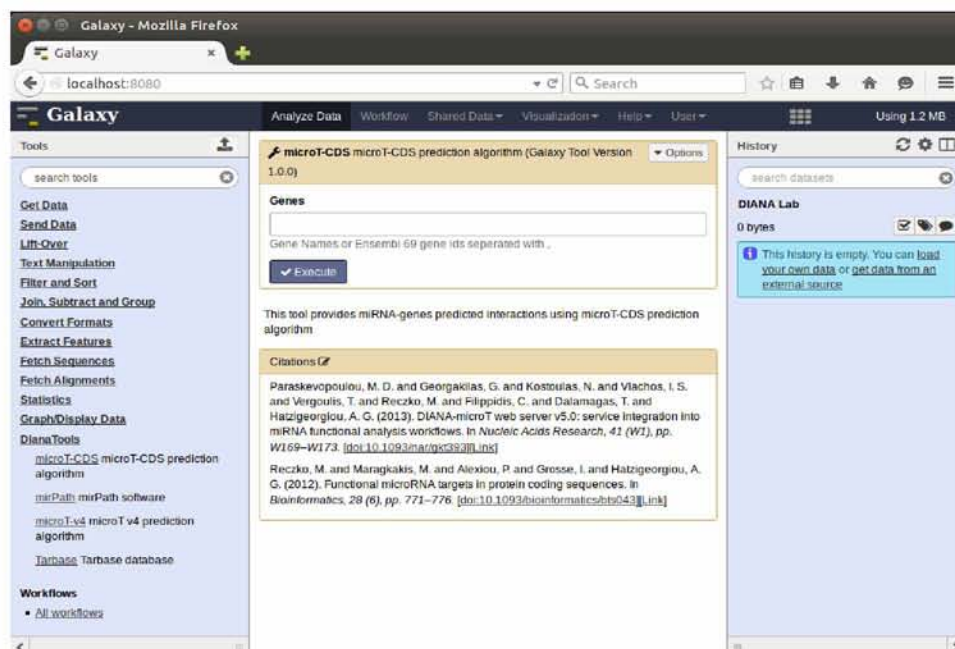 Galaxy - Mozilla Firefox
Galaxy
localhost:8080
Search
Galaxy
Analyze Data Workflow Shared Data Visualization Help User
Using 1.2 MB
Tools
search tools
Get Data
Send Data
Lift-Over
Text Manipulation
Filter and Sort
Join, Subtract and Group
Convert Formats
Extract Features
Fetch Sequences
Fetch Alignments
Statistics
Graph/Display Data
DianaTools
microT-CDS microT-CDS prediction
algorithm
mirPath mirPath software
microT-v4 microT v4 prediction
algorithm
Tarbase Tarbase database
Workflows
• All workflows
microT-CDS microT-CDS prediction algorithm (Galaxy Tool Version
1.0.0)
Options
Genes
Gene Names or Ensembl 69 gene ids seperated with ,
Execute
This tool provides miRNA-genes predicted interactions using microT-CDS prediction
algorithm
Citations
Paraskevopoulou, M. D. and Georgakilas, G. and Kostoulas, N. and Vlachos, I. S.
and Vergoulis, T. and Reczko, M. and Filippidis, C. and Dalamagas, T. and
Hatzigeorgiou, A. G. (2013). DIANA-microT web server v5.0: service integration into
miRNA functional analysis workflows. In Nucleic Acids Research, 41 (W1), pp.
W169–W173. [doi:10.1093/nar/gkt393][Link]
Reczko, M. and Maragkakis, M. and Alexiou, P. and Grosse, I. and Hatzigeorgiou, A.
G. (2012). Functional microRNA targets in protein coding sequences. In
Bioinformatics, 28 (6), pp. 771–776. [doi:10.1093/bioinformatics/bts043][Link]
History
search datasets
DIANA Lab
0 bytes
This history is empty. You can load
your own data or get data from an
external source